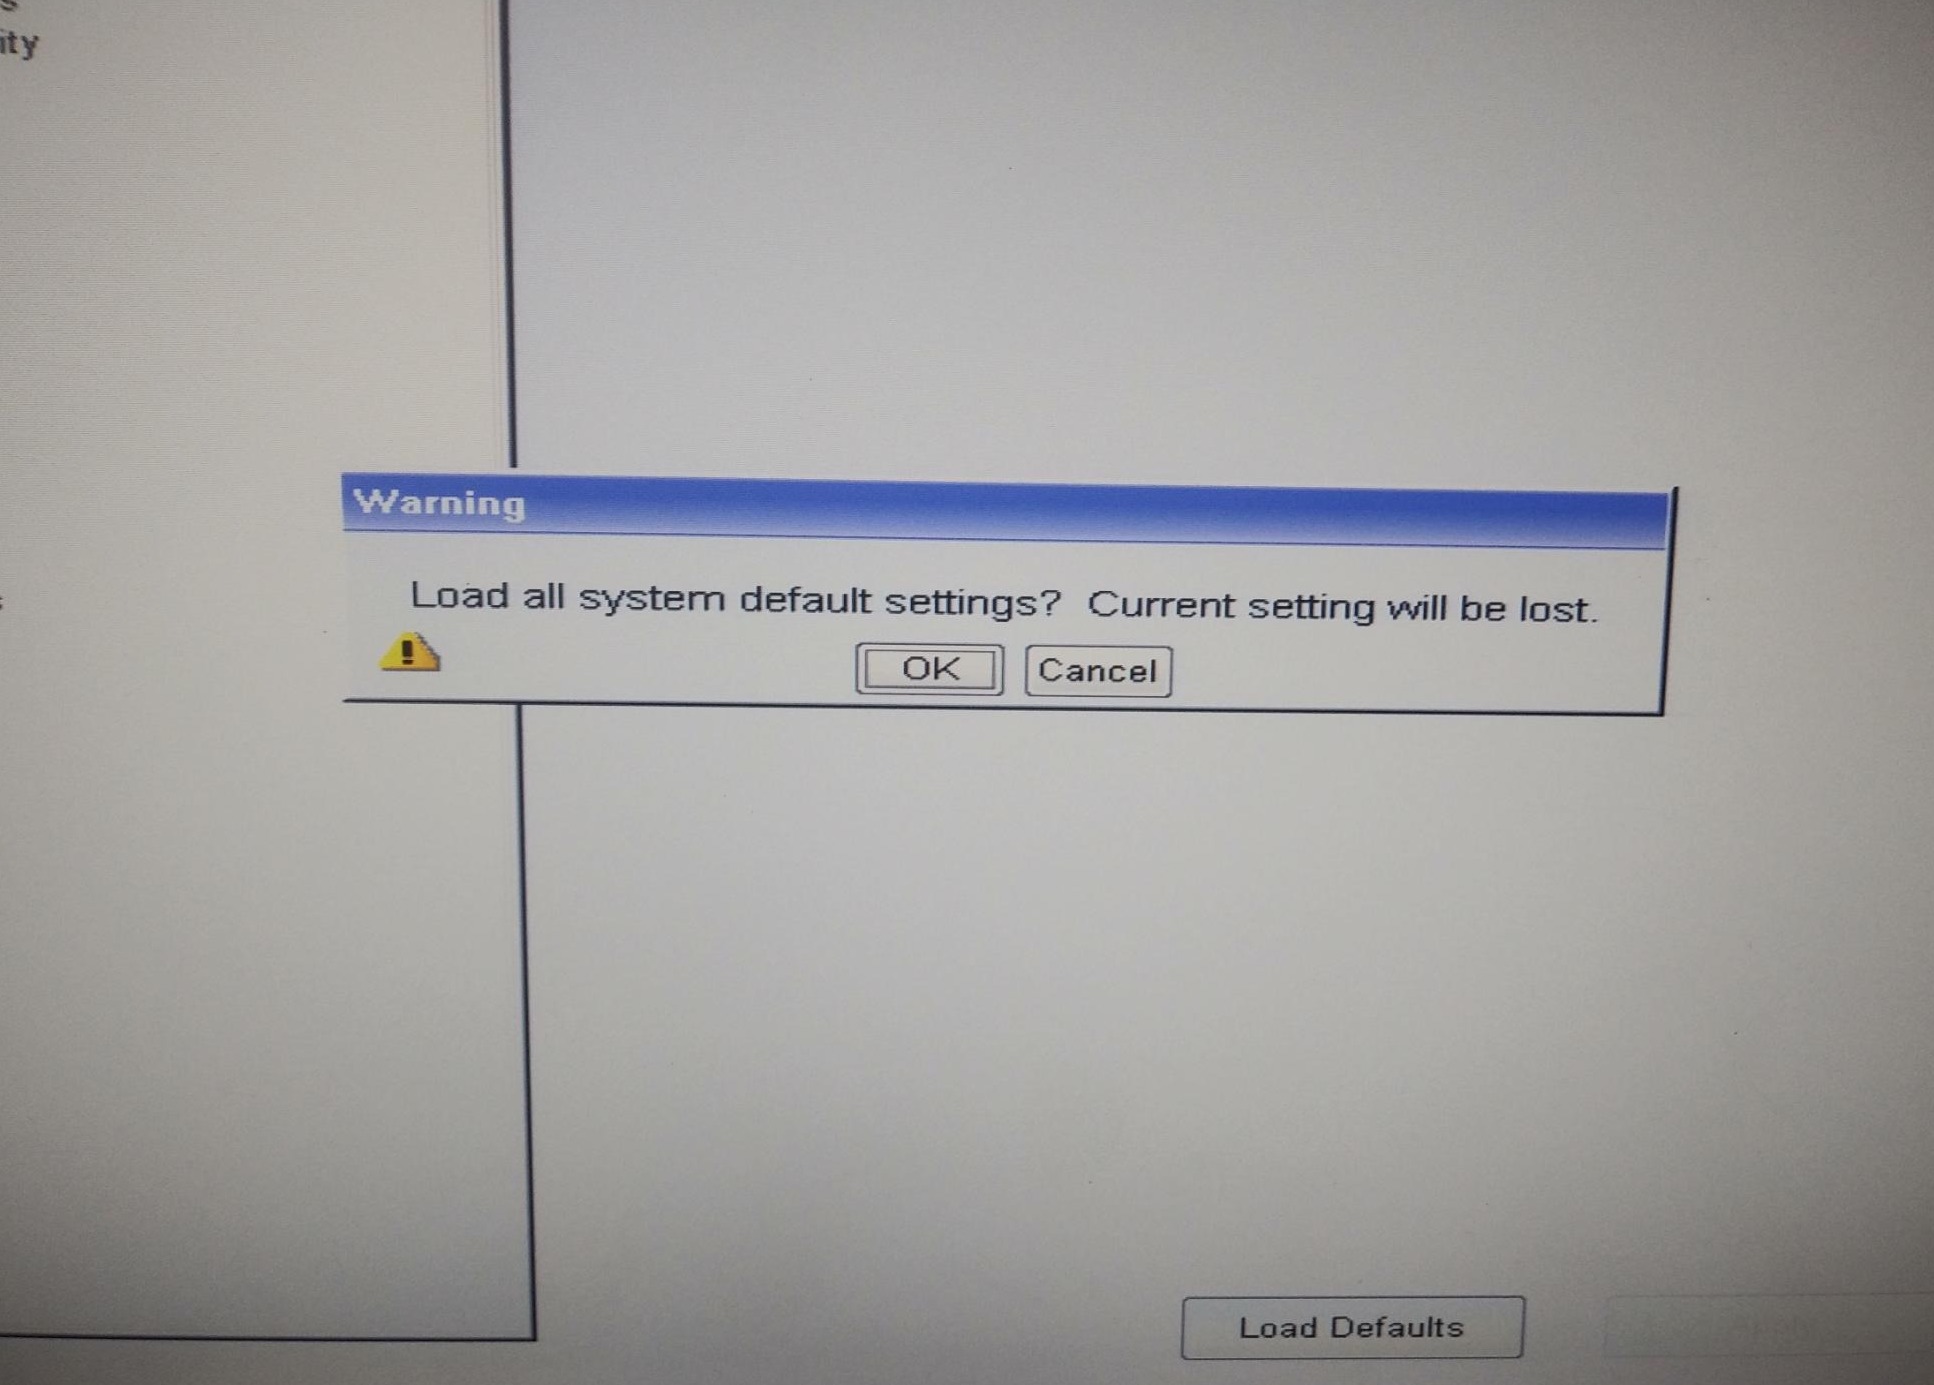 ity
Warning
Load all system default settings? Current setting will be lost.
OK
Cancel
Load Defaults